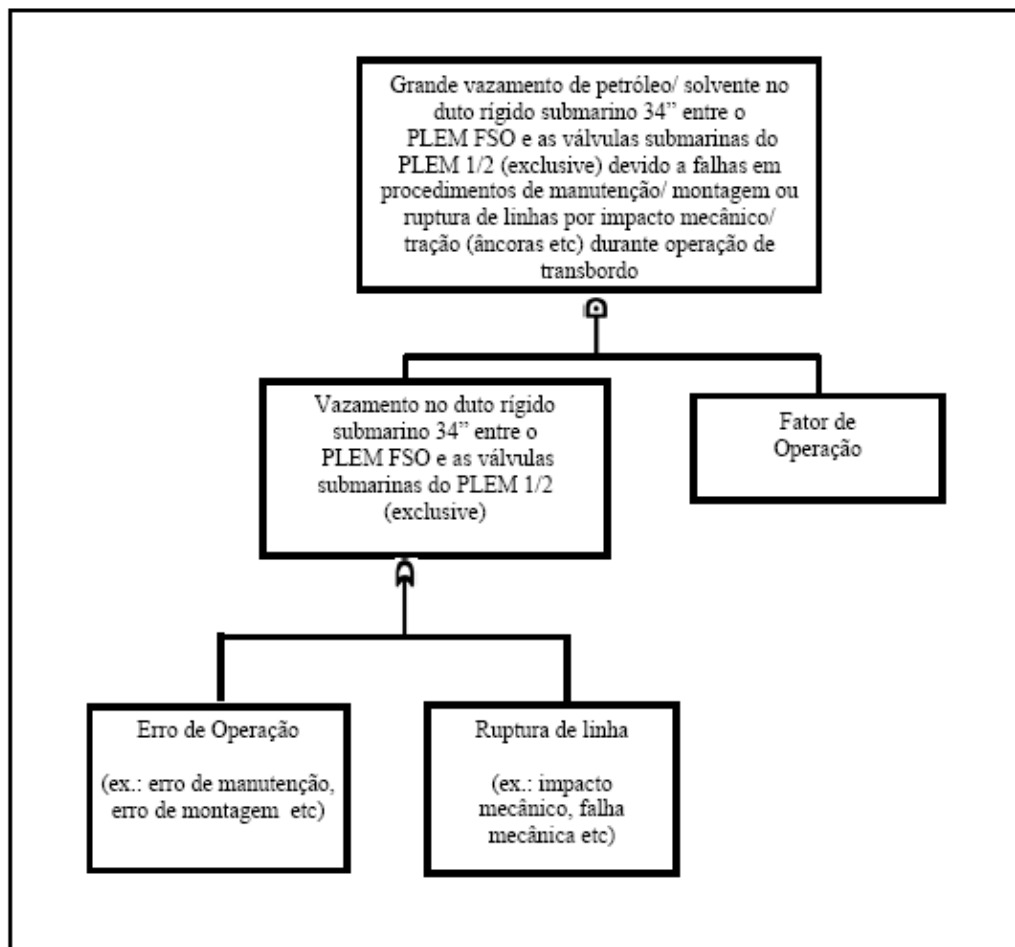 Grande vazamento de petróleo/ solvente no
duto rígido submarino 34” entre o
PLEM FSO e as válvulas submarinas do
PLEM 1/2 (exclusive) devido a falhas em
procedimentos de manutenção/ montagem ou
ruptura de linhas por impacto mecânico/
tração (âncoras etc) durante operação de
transbordo
Vazamento no duto rígido
submarino 34” entre o
PLEM FSO e as válvulas
submarinas do PLEM 1/2
(exclusive)
Fator de
Operação
Erro de Operação
(ex.: erro de manutenção,
erro de montagem etc)
Ruptura de linha
(ex.: impacto
mecânico, falha
mecânica etc)